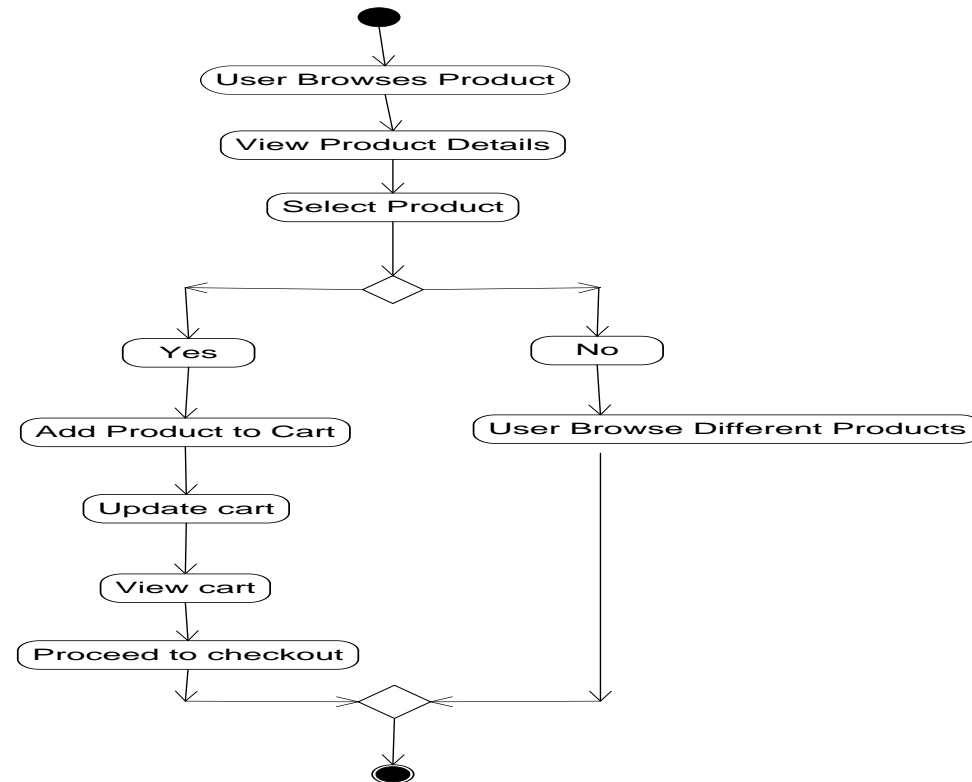 User Browses Product
View Product Details
Select Product
Yes
No
Add Product to Cart
User Browse Different Products
Update cart
View cart
Proceed to checkout